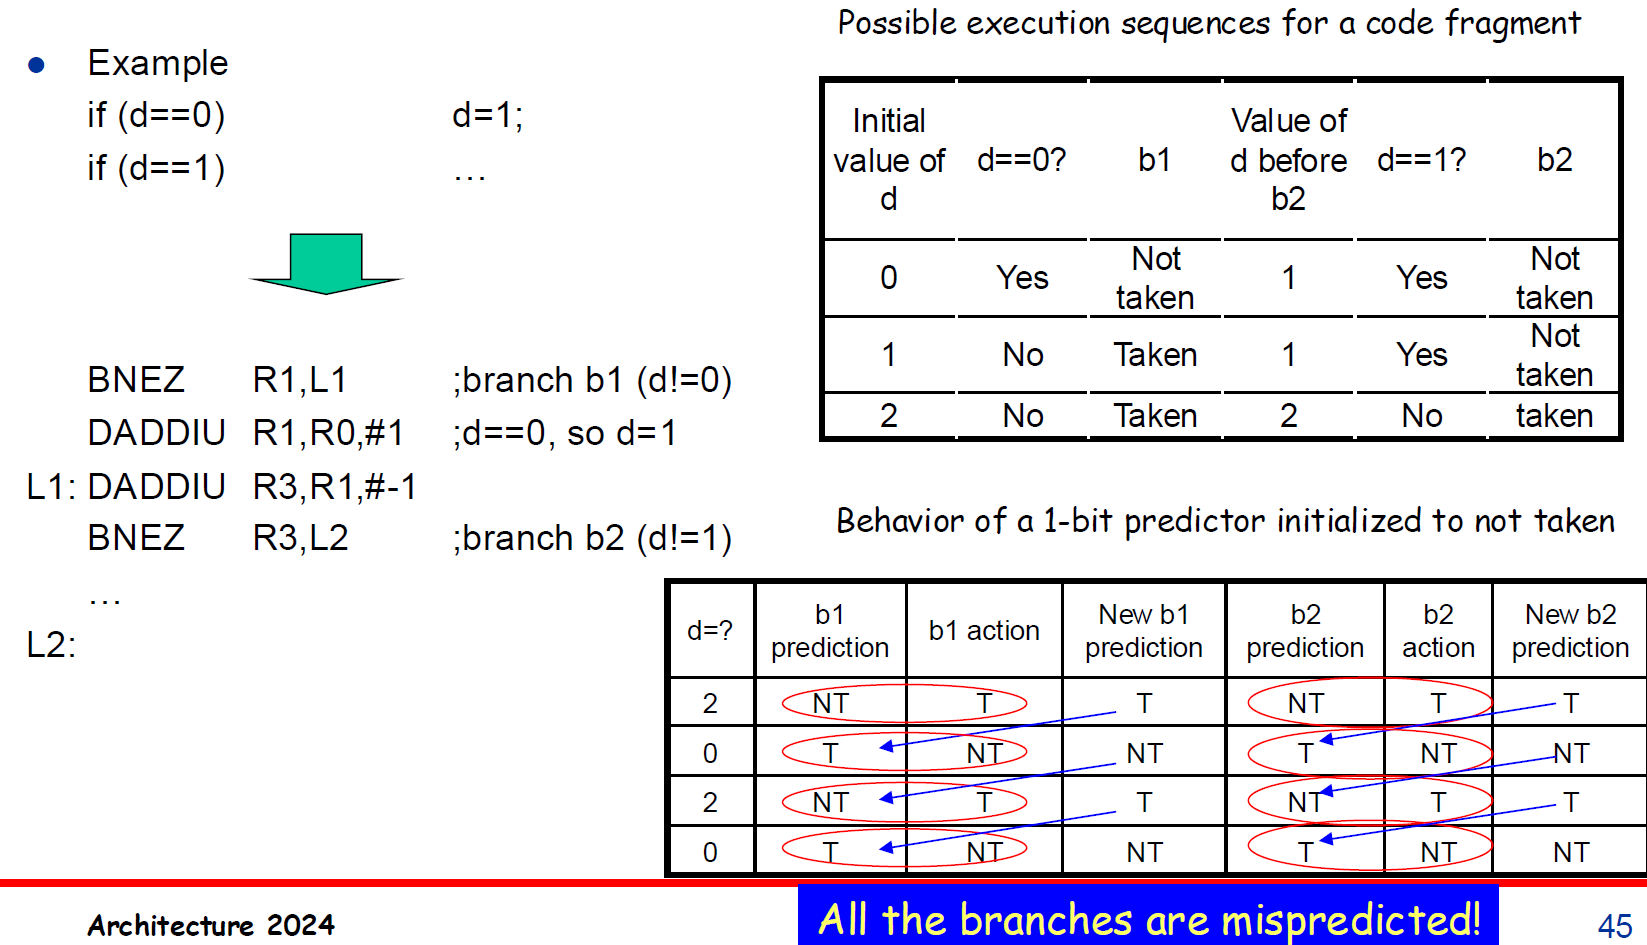 Possible execution sequences for a code fragment
● Example
if (d==0) d=1;
if (d==1) …
BNEZ R1,L1 ;branch b1 (d!=0)
DADDIU R1,R0,#1 ;d==0, so d=1
L1: DADDIU R3,R1,#-1
BNEZ R3,L2 ;branch b2 (d!=1)
…
L2:
Initial value of d d==0? b1 Value of d before b2 d==1? b2
0 Yes Not taken 1 Yes Not taken
1 No Taken 1 Yes Not taken
2 No Taken 2 No taken
Behavior of a 1-bit predictor initialized to not taken
d=? b1 prediction b1 action New b1 prediction b2 prediction b2 action New b2 prediction
2 NT T T NT T T
0 T NT NT T NT NT
2 NT T T NT T T
0 T NT NT T NT NT
All the branches are mispredicted!
Architecture 2024
45